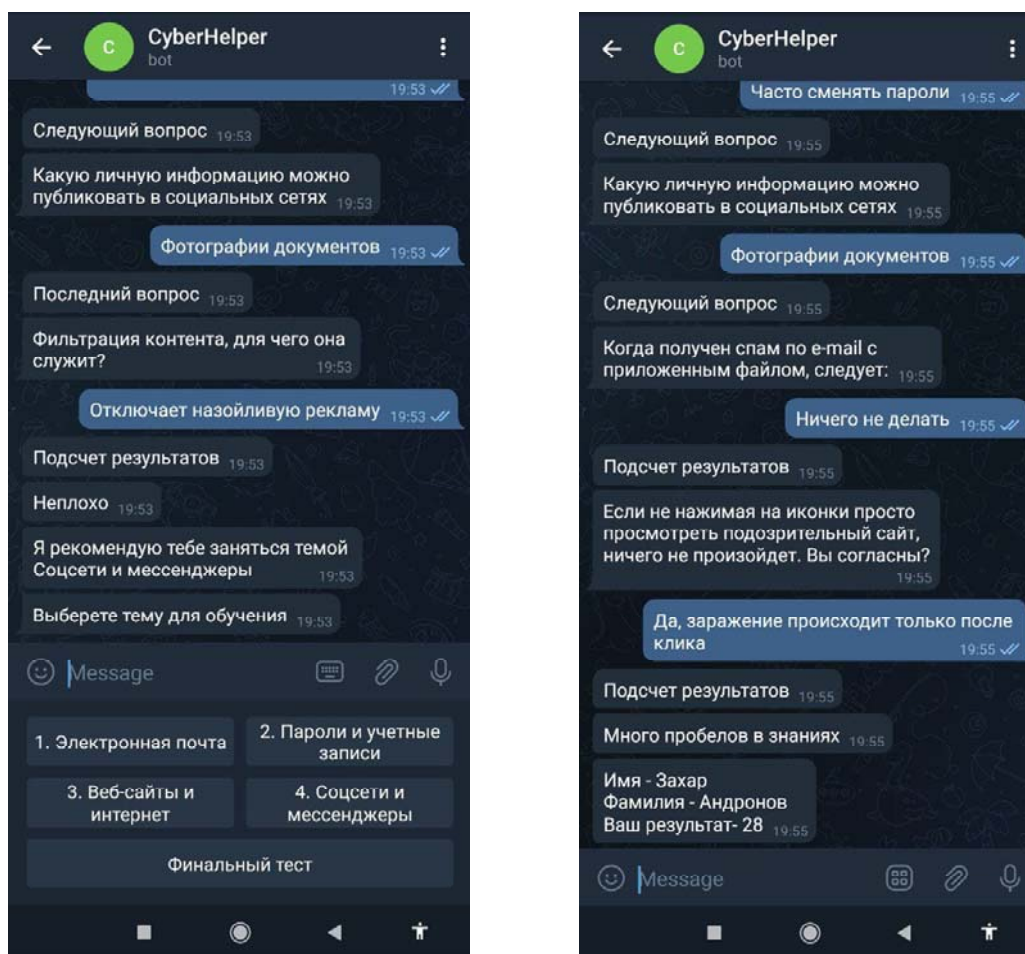 CyberHelper
bot
19:53
Следующий вопрос 19:53
Какую личную информацию можно
публиковать в социальных сетях 19:53
Фотографии документов 19:53
Последний вопрос 19:53
Фильтрация контента, для чего она
служит? 19:53
Отключает назойливую рекламу 19:53
Подсчет результатов 19:53
Неплохо 19:53
Я рекомендую тебе заняться темой
Соцсети и мессенджеры 19:53
Выберете тему для обучения 19:53
Message
1. Электронная почта
2. Пароли и учетные
записи
3. Веб-сайты и
интернет
4. Соцсети и
мессенджеры
Финальный тест
CyberHelper
bot
Часто сменять пароли 19:55
Следующий вопрос 19:55
Какую личную информацию можно
публиковать в социальных сетях 19:55
Фотографии документов 19:55
Следующий вопрос 19:55
Когда получен спам по e-mail с
приложенным файлом, следует: 19:55
Ничего не делать 19:55
Подсчет результатов 19:55
Если не нажимая на иконки просто
просмотреть подозрительный сайт,
ничего не произойдет. Вы согласны?
19:55
Да, заражение происходит только после
клика 19:55
Подсчет результатов 19:55
Много пробелов в знаниях 19:55
Имя - Захар
Фамилия - Андронов
Ваш результат- 28 19:55
Message